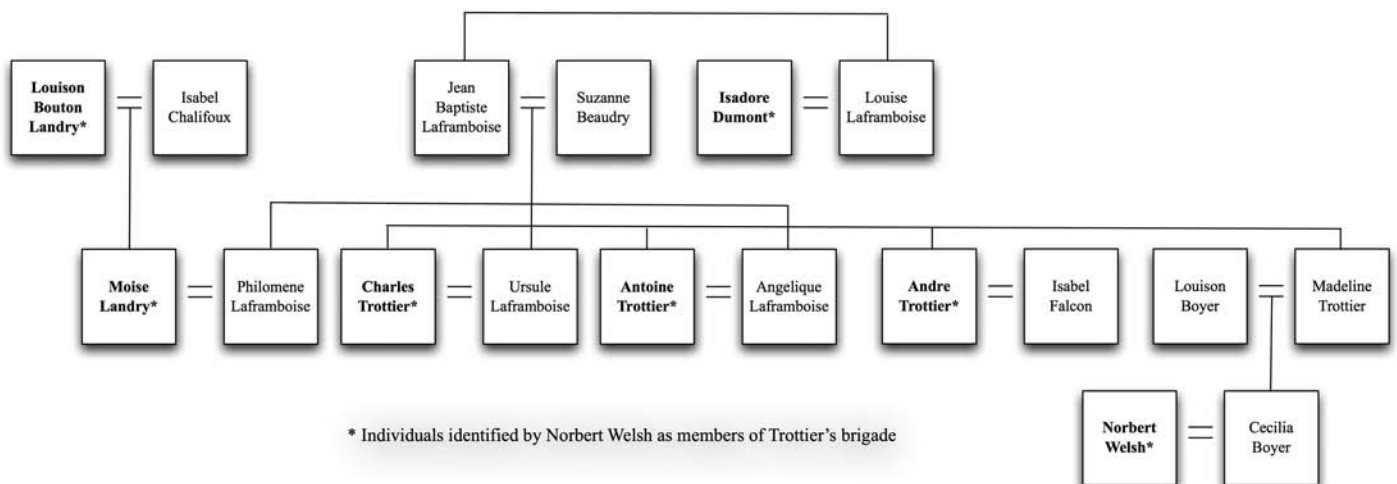 Louison
Bouton
Landry*
Isabel
Chalifoux
Jean
Baptiste
Laframboise
Suzanne
Beaudry
Isadore
Dumont*
Louise
Laframboise
Moise
Landry*
Philomene
Laframboise
Charles
Trottier*
Ursule
Laframboise
Antoine
Trottier*
Angelique
Laframboise
Andre
Trottier*
Isabel
Falcon
Louison
Boyer
Madeline
Trottier
Norbert
Welsh*
Cecilia
Boyer
* Individuals identified by Norbert Welsh as members of Trottier's brigade